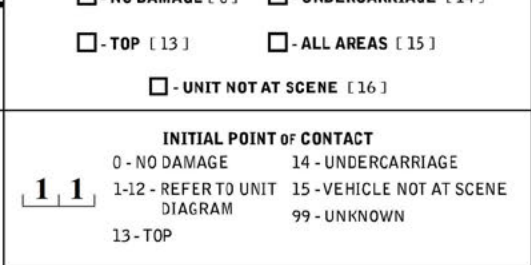 - NO DAMAGE [ 0 ] - UNDERCARRIAGE [ 14 ]
- TOP [ 13 ] - ALL AREAS [ 15 ]
- UNIT NOT AT SCENE [ 16 ]
INITIAL POINT OF CONTACT
0 - NO DAMAGE 14 - UNDERCARRIAGE
1 1 1-12 - REFER TO UNIT 15 - VEHICLE NOT AT SCENE
DIAGRAM 99 - UNKNOWN
13 - TOP